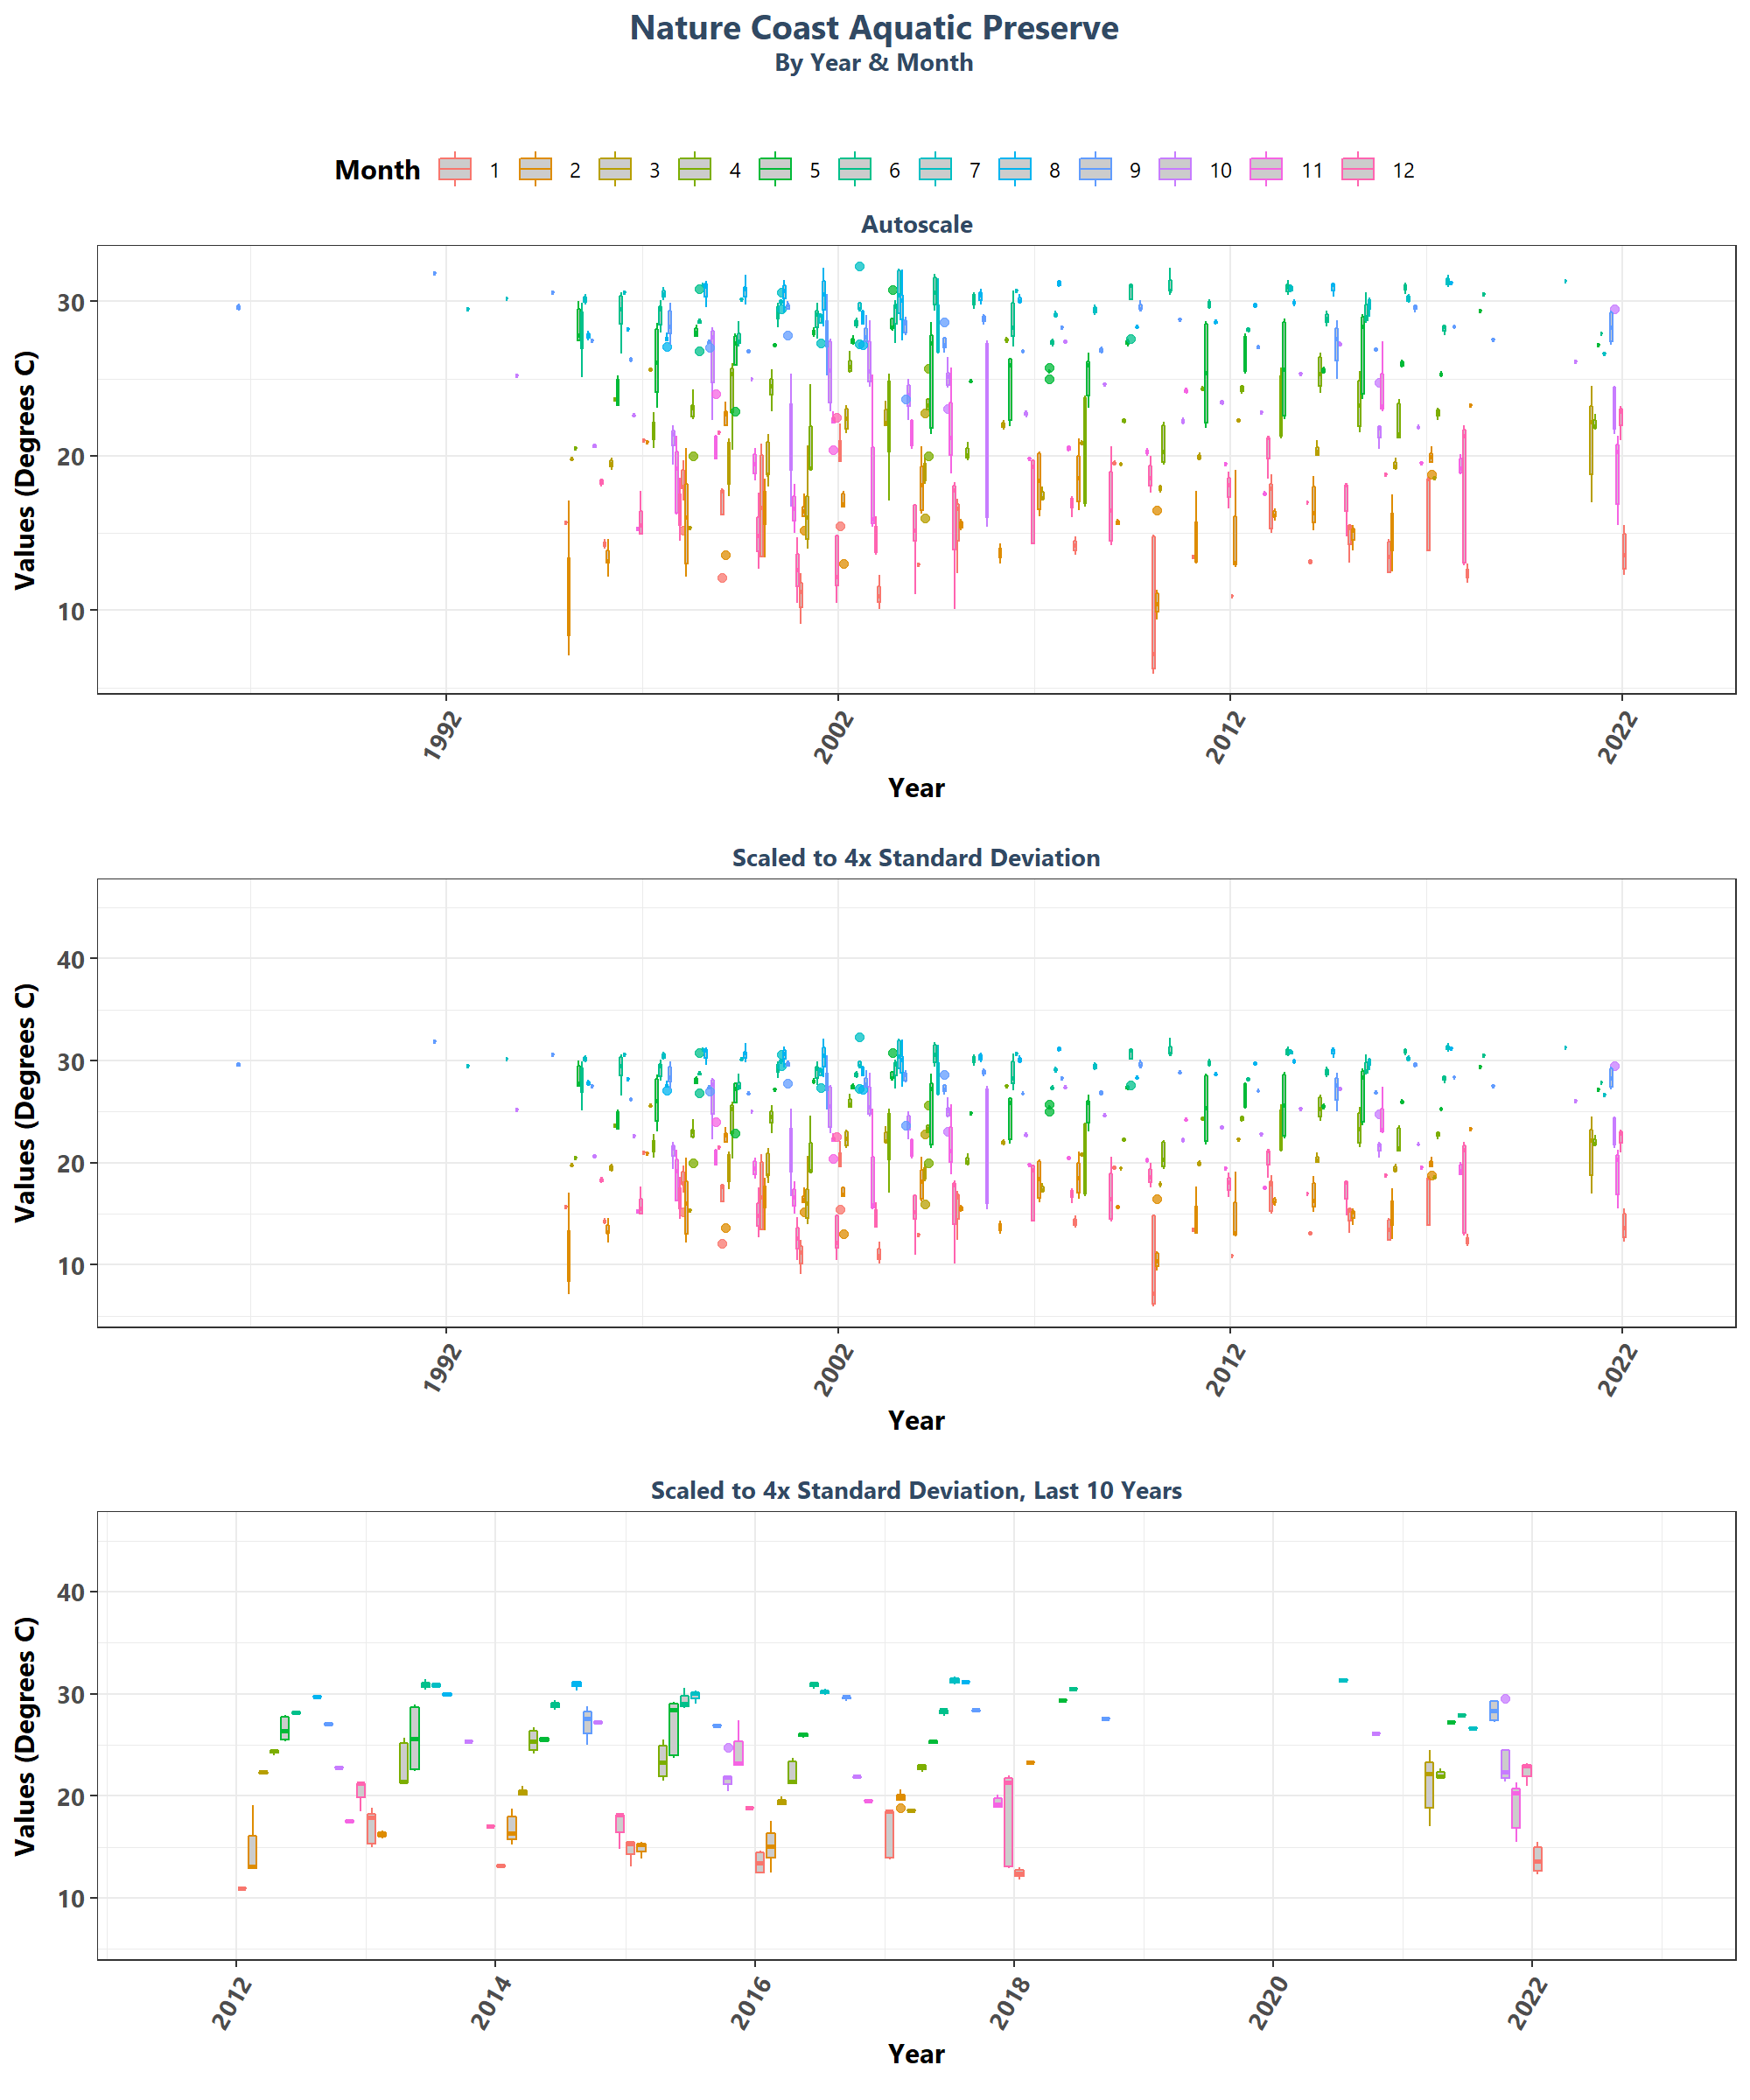 Nature Coast Aquatic Preserve
By Year & Month
Month 1 2 3 4 5 6 7 8 9 10 11 12
Autoscale
Values (Degrees C)
30
20
10
1992 2002 2012 2022
Year
Scaled to 4x Standard Deviation
Values (Degrees C)
40
30
20
10
1992 2002 2012 2022
Year
Scaled to 4x Standard Deviation, Last 10 Years
Values (Degrees C)
40
30
20
10
2012 2014 2016 2018 2020 2022
Year